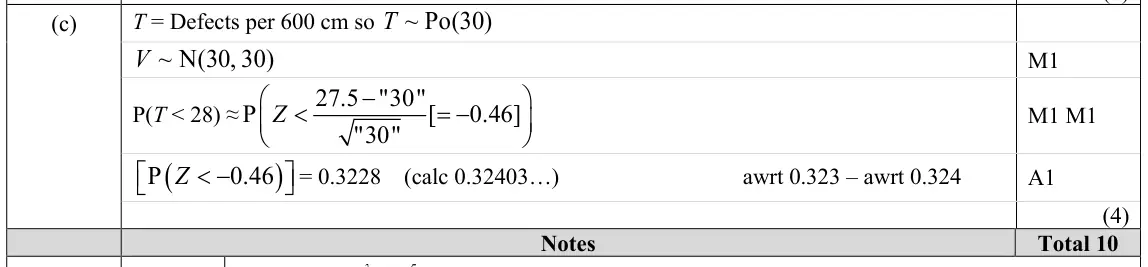 (c) T = Defects per 600 cm so T ~ Po(30)
V ~ N(30, 30) M1
P(T < 28) ≈ P(Z < (27.5 − "30")/√"30" [= −0.46]) M1 M1
[P(Z < −0.46)] = 0.3228 (calc 0.32403…) awrt 0.323 – awrt 0.324 A1
(4)
Notes Total 10